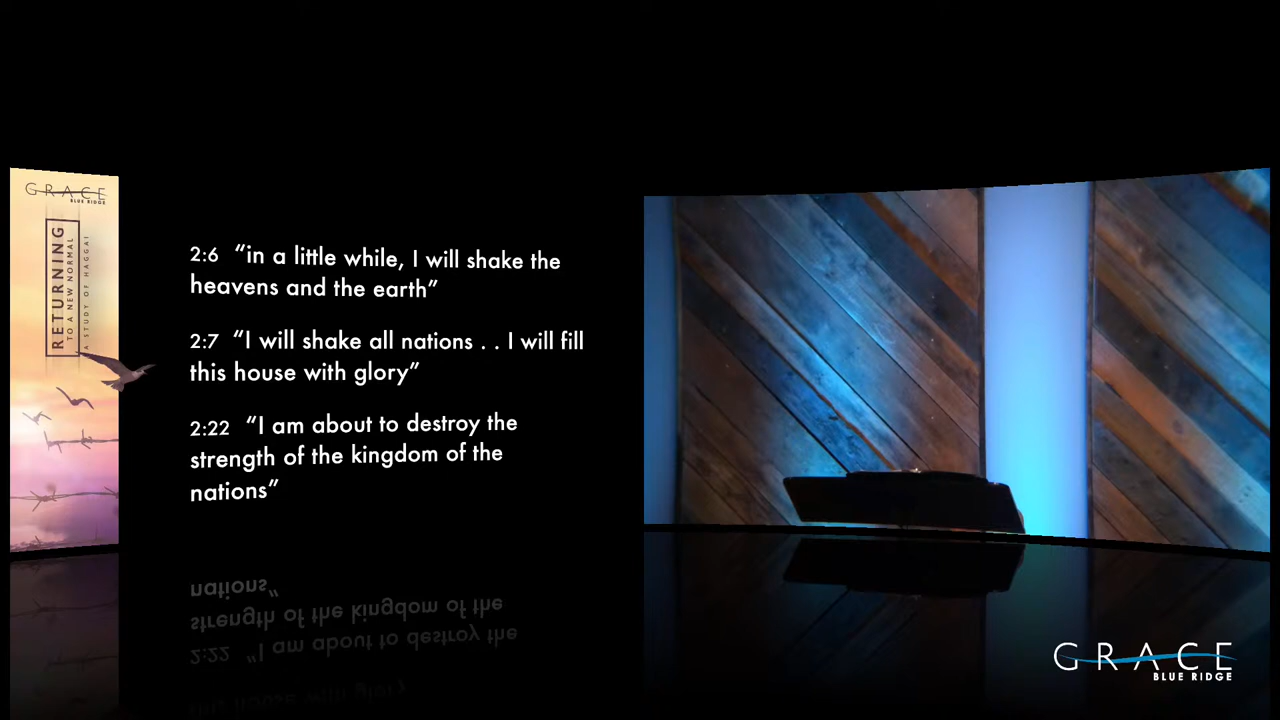 GRACE
BLUE RIDGE
RETURNING
TO A NEW NORMAL
A STUDY OF HAGGAI
2:6 “in a little while, I will shake the
heavens and the earth”
2:7 “I will shake all nations . . I will fill
this house with glory”
2:22 “I am about to destroy the
strength of the kingdom of the
nations”
GRACE
BLUE RIDGE